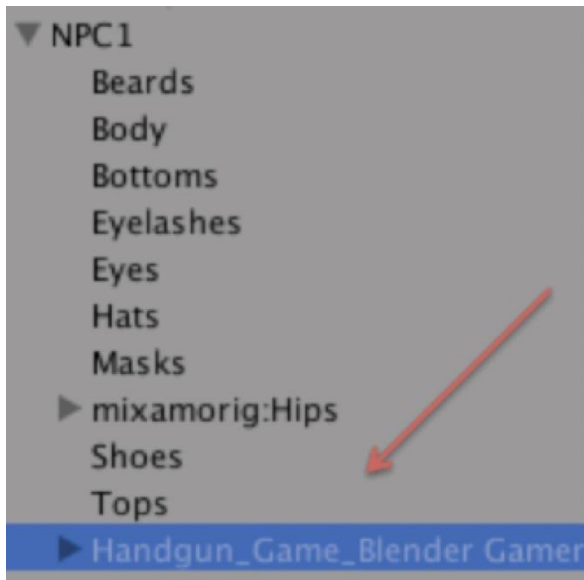 NPC1
Beards
Body
Bottoms
Eyelashes
Eyes
Hats
Masks
mixamorig:Hips
Shoes
Tops
Handgun_Game_Blender Gamer